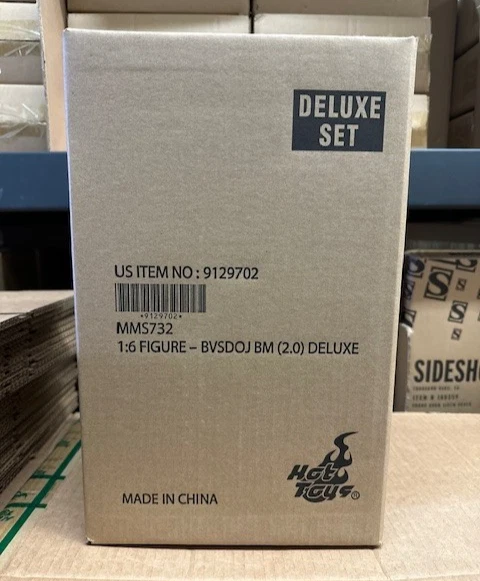 DELUXE
SET
US ITEM NO : 9129702
*9129702*
MMS732
1:6 FIGURE – BVSDOJ BM (2.0) DELUXE
Hot
Toys®
MADE IN CHINA
S
SIDESH